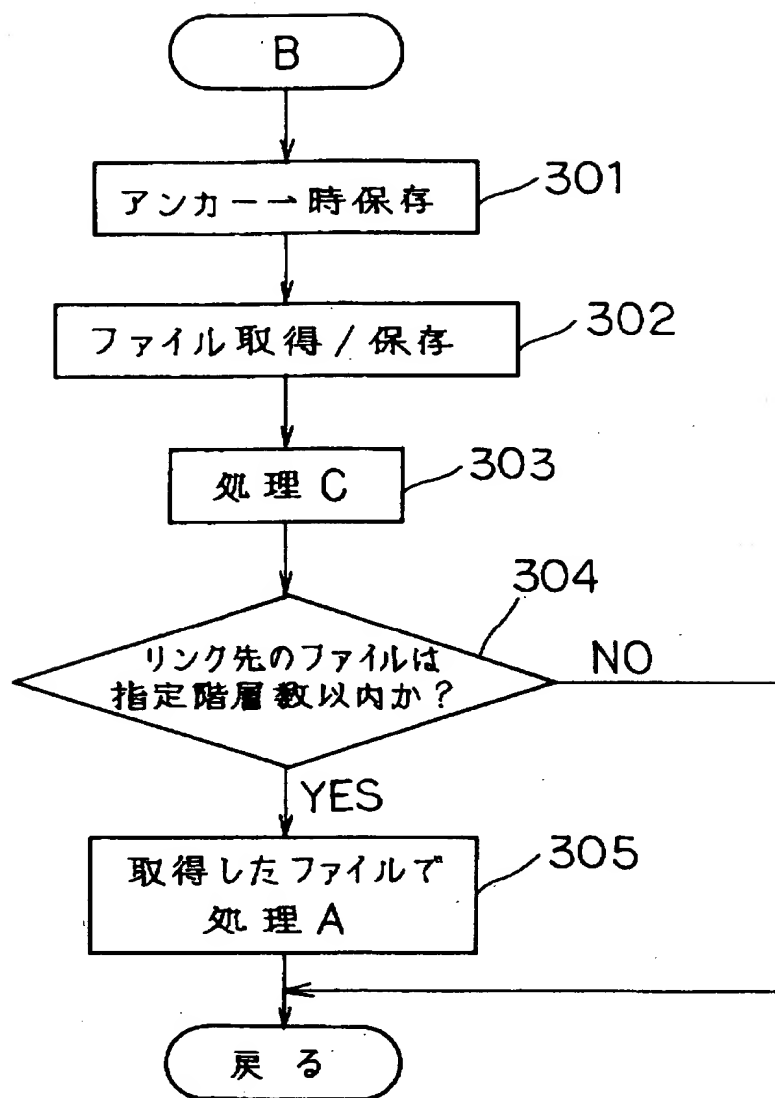 B
アンカー一時保存
301
ファイル取得/保存
302
処理C
303
304
リンク先のファイルは
指定階層数以内か?
NO
YES
取得したファイルで
処理A
305
戻る